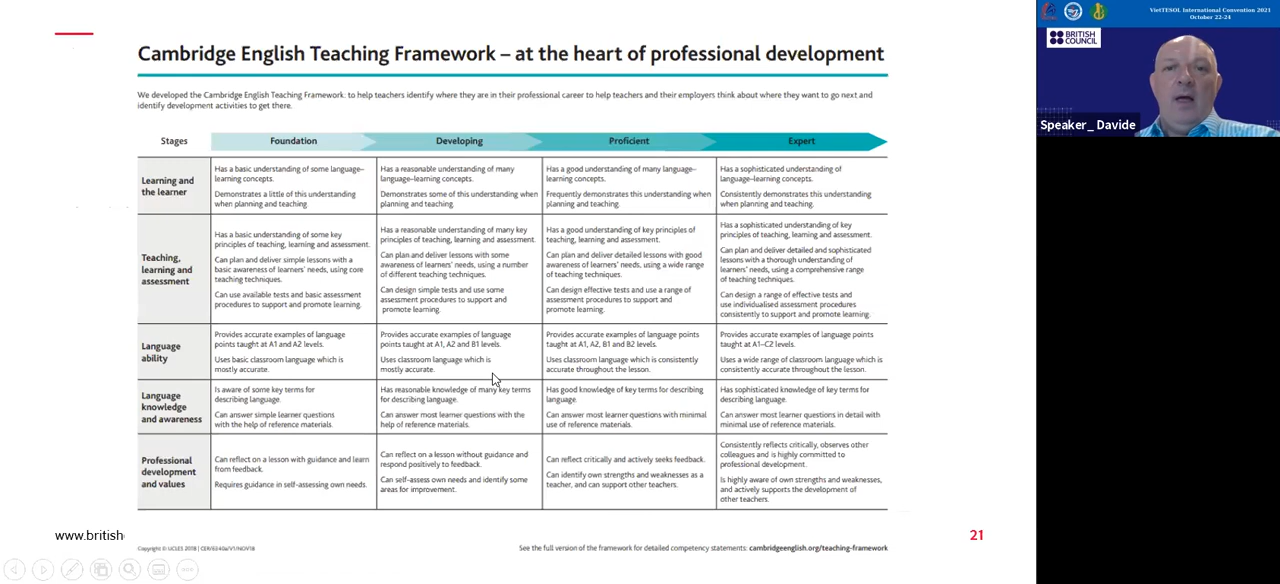 Cambridge English Teaching Framework – at the heart of professional development
We developed the Cambridge English Teaching Framework: to help teachers identify where they are in their professional career to help teachers and their employers think about where they want to go next and
identify development activities to get there.
Stages
Foundation
Developing
Proficient
Expert
Learning and
the learner
Has a basic understanding of some language–
learning concepts.
Demonstrates a little of this understanding
when planning and teaching.
Has a reasonable understanding of many
language–learning concepts.
Demonstrates some of this understanding when
planning and teaching.
Has a good understanding of many language–
learning concepts.
Frequently demonstrates this understanding when
planning and teaching.
Has a sophisticated understanding of
language–learning concepts.
Consistently demonstrates this understanding
when planning and teaching.
Teaching,
learning and
assessment
Has a basic understanding of some key
principles of teaching, learning and assessment.
Can plan and deliver simple lessons with a
basic awareness of learners' needs, using core
teaching techniques.
Can use available tests and basic assessment
procedures to support and promote learning.
Has a reasonable understanding of many key
principles of teaching, learning and assessment.
Can plan and deliver lessons with some
awareness of learners' needs, using a number
of different teaching techniques.
Can design simple tests and use some
assessment procedures to support and
promote learning.
Has a good understanding of key principles of
teaching, learning and assessment.
Can plan and deliver detailed lessons with good
awareness of learners' needs, using a wide range
of teaching techniques.
Can design effective tests and use a range of
assessment procedures to support and
promote learning.
Has a sophisticated understanding of key
principles of teaching, learning and assessment.
Can plan and deliver detailed and sophisticated
lessons with a thorough understanding of
learners' needs, using a comprehensive range
of teaching techniques.
Can design a range of effective tests and
use individualised assessment procedures
consistently to support and promote learning.
Language
ability
Provides accurate examples of language
points taught at A1 and A2 levels.
Uses basic classroom language which is
mostly accurate.
Provides accurate examples of language
points taught at A1, A2 and B1 levels.
Uses classroom language which is
mostly accurate.
Provides accurate examples of language points
taught at A1, A2, B1 and B2 levels.
Uses classroom language which is consistently
accurate throughout the lesson.
Provides accurate examples of language points
taught at A1–C2 levels.
Uses a wide range of classroom language which is
consistently accurate throughout the lesson.
Language
knowledge
and awareness
Is aware of some key terms for
describing language.
Can answer simple learner questions
with the help of reference materials.
Has reasonable knowledge of many key terms
for describing language.
Can answer most learner questions with the
help of reference materials.
Has good knowledge of key terms for describing
language.
Can answer most learner questions with minimal
use of reference materials.
Has sophisticated knowledge of key terms for
describing language.
Can answer most learner questions in detail with
minimal use of reference materials.
Professional
development
and values
Can reflect on a lesson with guidance and learn
from feedback.
Requires guidance in self-assessing own needs.
Can reflect on a lesson without guidance and
respond positively to feedback.
Can self-assess own needs and identify some
areas for improvement.
Can reflect critically and actively seeks feedback.
Can identify own strengths and weaknesses as a
teacher, and can support other teachers.
Consistently reflects critically, observes other
colleagues and is highly committed to
professional development.
Is highly aware of own strengths and weaknesses,
and actively supports the development of
other teachers.
www.british
Copyright © UCLES 2018 | CER/6340a/V1/NOV18
See the full version of the framework for detailed competency statements: cambridgeenglish.org/teaching-framework
21
VietTESOL International Convention 2021
October 22-24
BRITISH
COUNCIL
Speaker_ Davide